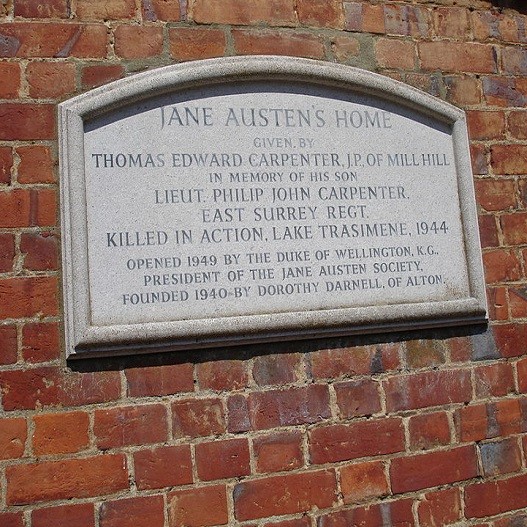 JANE AUSTEN'S HOME
GIVEN BY
THOMAS EDWARD CARPENTER, J.P. OF MILL HILL
IN MEMORY OF HIS SON
LIEUT. PHILIP JOHN CARPENTER,
EAST SURREY REGT.
KILLED IN ACTION, LAKE TRASIMENE, 1944
OPENED 1949 BY THE DUKE OF WELLINGTON, K.G.,
PRESIDENT OF THE JANE AUSTEN SOCIETY,
FOUNDED 1940 BY DOROTHY DARNELL, OF ALTON.